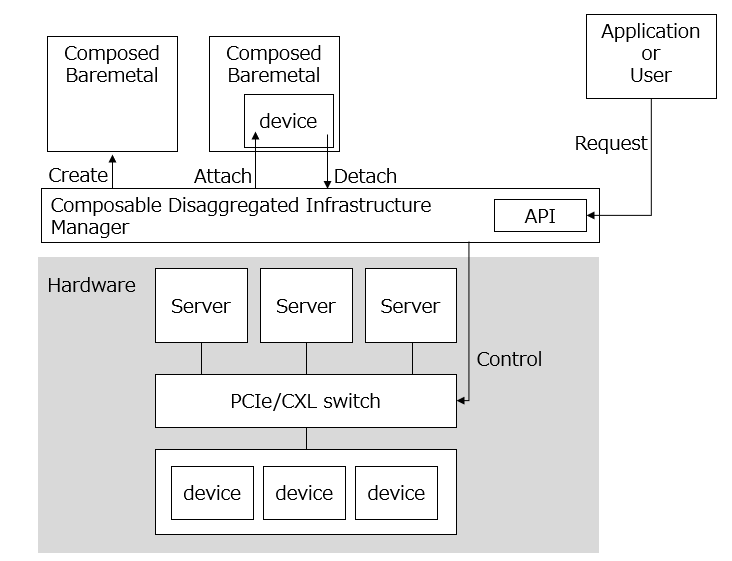 Composed
Baremetal
Composed
Baremetal
device
Application
or
User
Request
Create
Attach
Detach
Composable Disaggregated Infrastructure
Manager
API
Hardware
Server
Server
Server
Control
PCIe/CXL switch
device
device
device